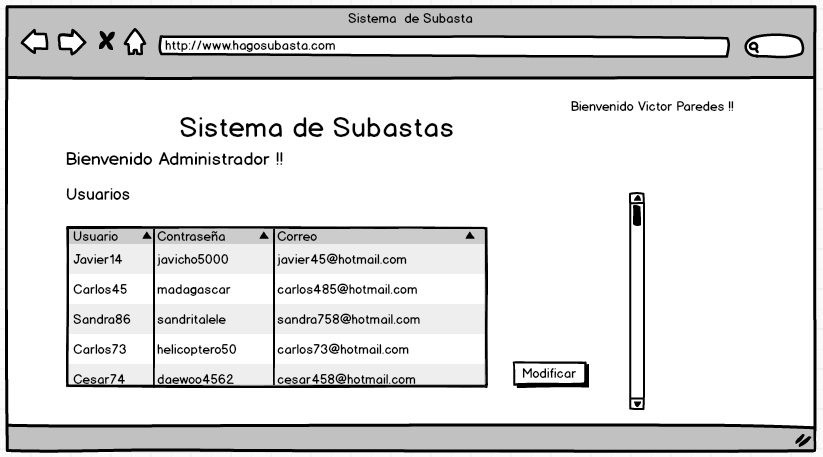 Sistema de Subasta
http://www.hagosubasta.com
Bienvenido Victor Paredes !!
Sistema de Subastas
Bienvenido Administrador !!
Usuarios
Usuario Contraseña Correo
Javier14 javicho5000 javier45@hotmail.com
Carlos45 madagascar carlos485@hotmail.com
Sandra86 sandritalele sandra758@hotmail.com
Carlos73 helicoptero50 carlos73@hotmail.com
Cesar74 daewoo4562 cesar458@hotmail.com
Modificar